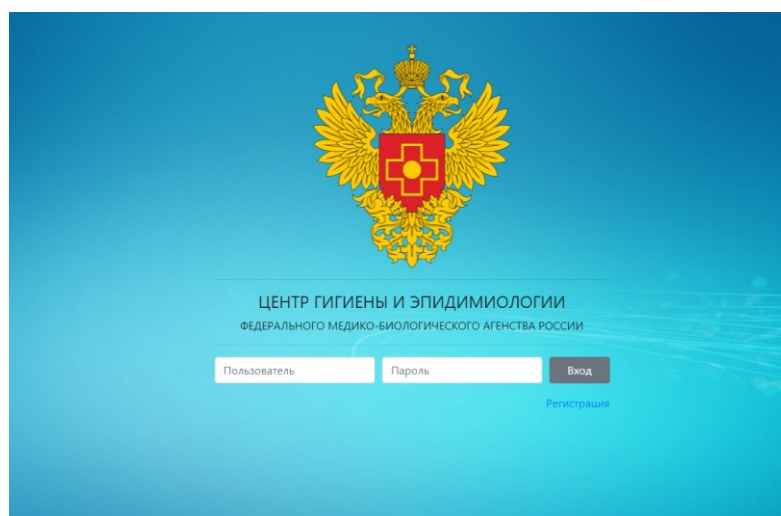 ЦЕНТР ГИГИЕНЫ И ЭПИДИМИОЛОГИИ
ФЕДЕРАЛЬНОГО МЕДИКО-БИОЛОГИЧЕСКОГО АГЕНСТВА РОССИИ
Пользователь Пароль Вход
Регистрация